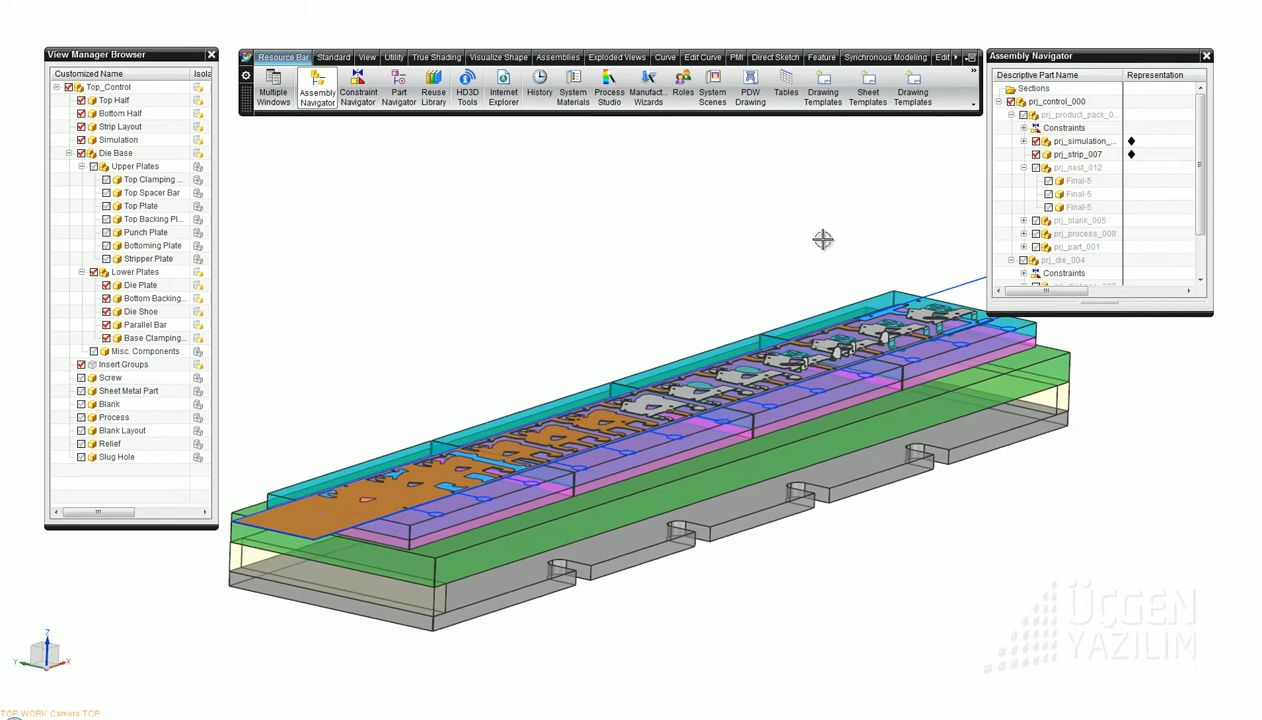 View Manager Browser
Customized Name Isola
Top_Control
Top Half
Bottom Half
Strip Layout
Simulation
Die Base
Upper Plates
Top Clamping ...
Top Spacer Bar
Top Plate
Top Backing Pl...
Punch Plate
Bottoming Plate
Stripper Plate
Lower Plates
Die Plate
Bottom Backing...
Die Shoe
Parallel Bar
Base Clamping...
Misc. Components
Insert Groups
Screw
Sheet Metal Part
Blank
Process
Blank Layout
Relief
Slug Hole
Resource Bar Standard View Utility True Shading Visualize Shape Assemblies Exploded Views Curve Edit Curve PMI Direct Sketch Feature Synchronous Modeling Edit
Multiple Windows
Assembly Navigator
Constraint Navigator
Part Navigator
Reuse Library
HD3D Tools
Internet Explorer
History
System Materials
Process Studio
Manufact... Wizards
Roles
System Scenes
PDW Drawing
Tables
Drawing Templates
Sheet Templates
Drawing Templates
Assembly Navigator
Descriptive Part Name Representation
Sections
prj_control_000
prj_product_pack_0...
Constraints
prj_simulation_...
prj_strip_007
prj_nest_012
Final-5
Final-5
Final-5
prj_blank_005
prj_process_009
prj_part_001
prj_die_004
Constraints
ÜÇGEN
YAZILIM
Z
Y X
TOP WORK Camera TOP